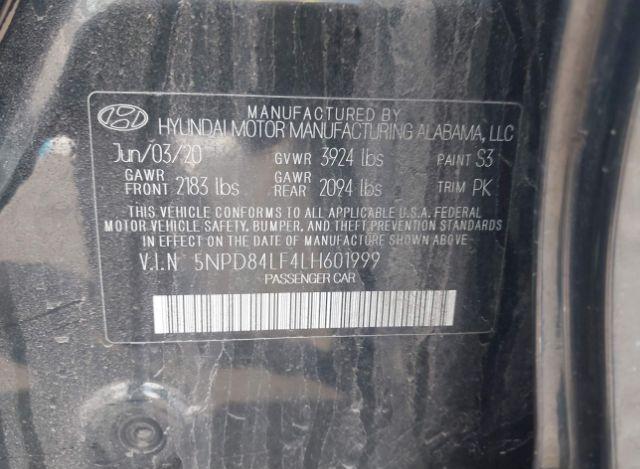 MANUFACTURED BY
HYUNDAI MOTOR MANUFACTURING ALABAMA, LLC
Jun/03/20 GVWR 3924 lbs PAINT S3
GAWR FRONT 2183 lbs GAWR REAR 2094 lbs TRIM PK
THIS VEHICLE CONFORMS TO ALL APPLICABLE U.S.A. FEDERAL
MOTOR VEHICLE SAFETY, BUMPER, AND THEFT PREVENTION STANDARDS
IN EFFECT ON THE DATE OF MANUFACTURE SHOWN ABOVE.
V.I.N 5NPD84LF4LH601999
PASSENGER CAR